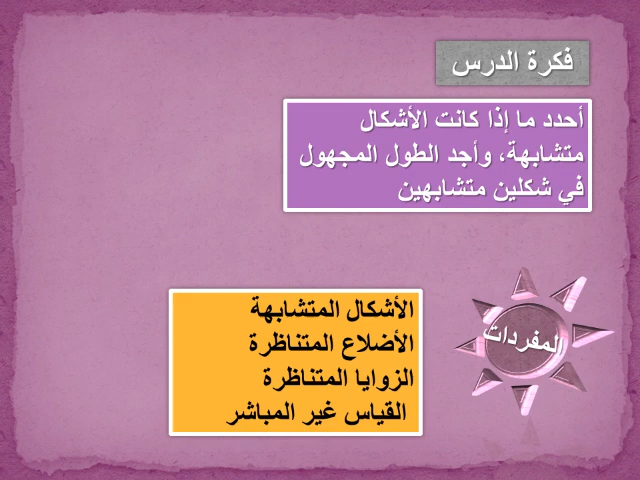 فكرة الدرس
أحدد ما إذا كانت الأشكال
متشابهة، وأجد الطول المجهول
في شكلين متشابهين
المفردات
الأشكال المتشابهة
الأضلاع المتناظرة
الزوايا المتناظرة
القياس غير المباشر